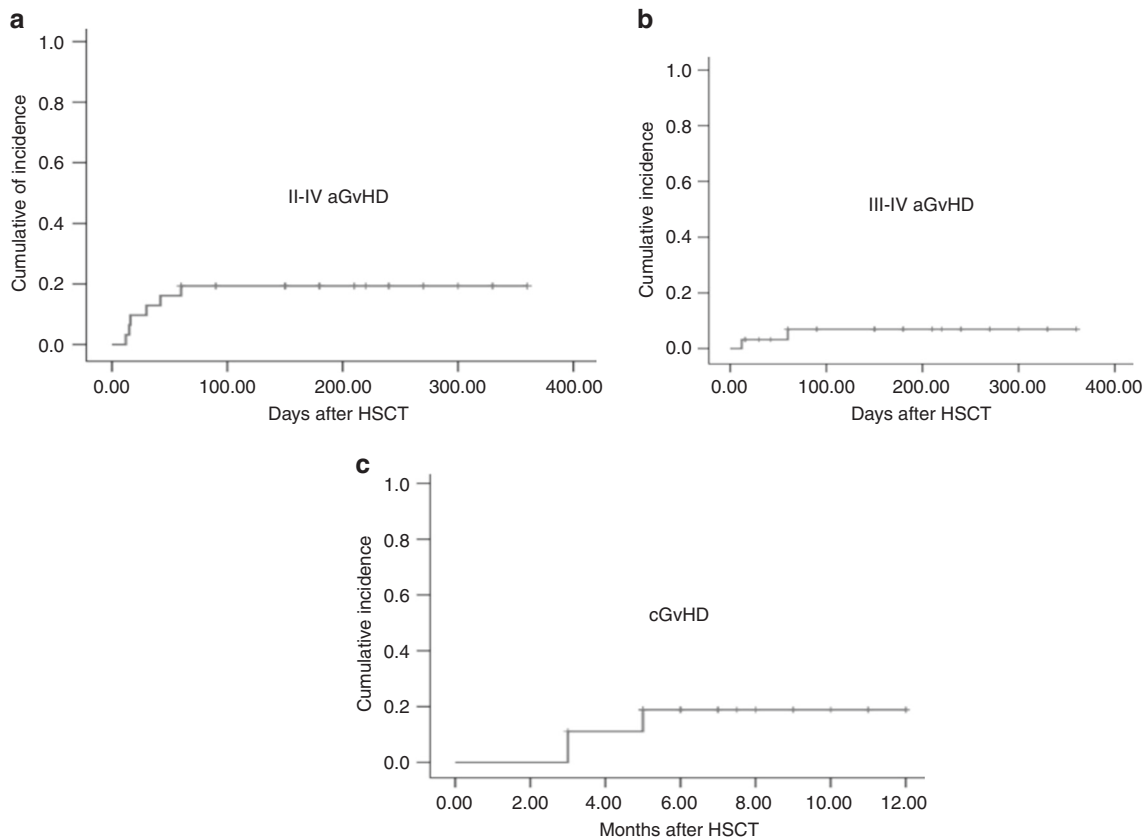 a
1.0
0.8
0.6
0.4
0.2
0.0
Cumulative of incidence
II-IV aGvHD
0.00 100.00 200.00 300.00 400.00
Days after HSCT
b
1.0
0.8
0.6
0.4
0.2
0.0
Cumulative incidence
III-IV aGvHD
0.00 100.00 200.00 300.00 400.00
Days after HSCT
c
1.0
0.8
0.6
0.4
0.2
0.0
Cumulative incidence
cGvHD
0.00 2.00 4.00 6.00 8.00 10.00 12.00
Months after HSCT